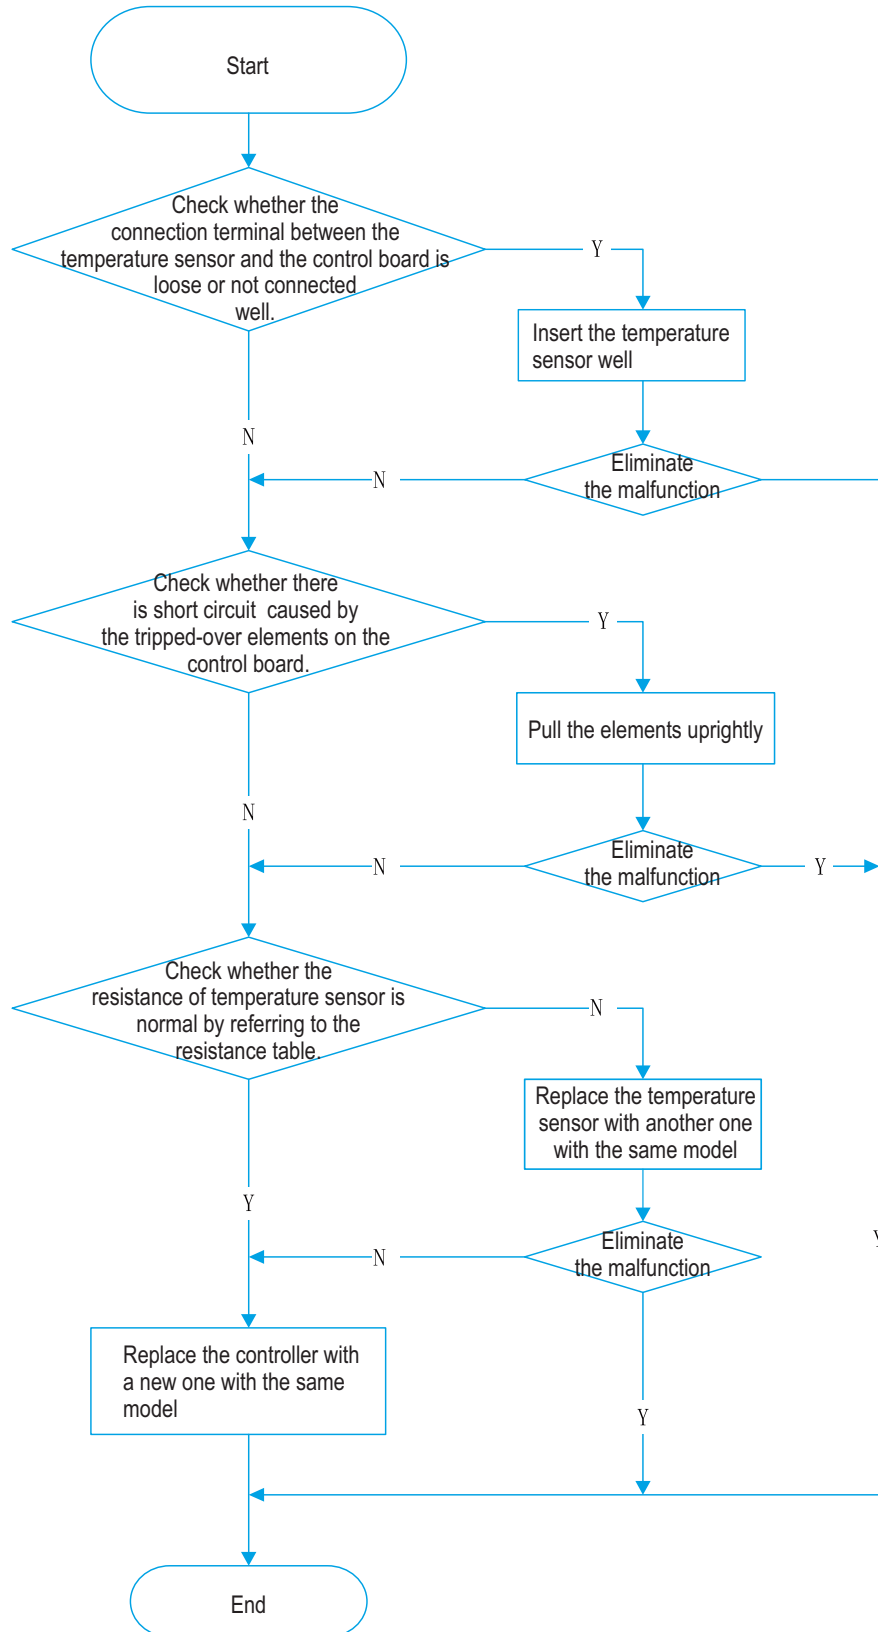 Start
Check whether the
connection terminal between the
temperature sensor and the control board is
loose or not connected
well.
Y
Insert the temperature
sensor well
N
Eliminate
the malfunction
N
Check whether there
is short circuit caused by
the tripped-over elements on the
control board.
Y
Pull the elements uprightly
N
Eliminate
the malfunction
N
Y
Check whether the
resistance of temperature sensor is
normal by referring to the
resistance table.
N
Replace the temperature
sensor with another one
with the same model
Y
Eliminate
the malfunction
N
Y
Replace the controller with
a new one with the same
model
Y
End